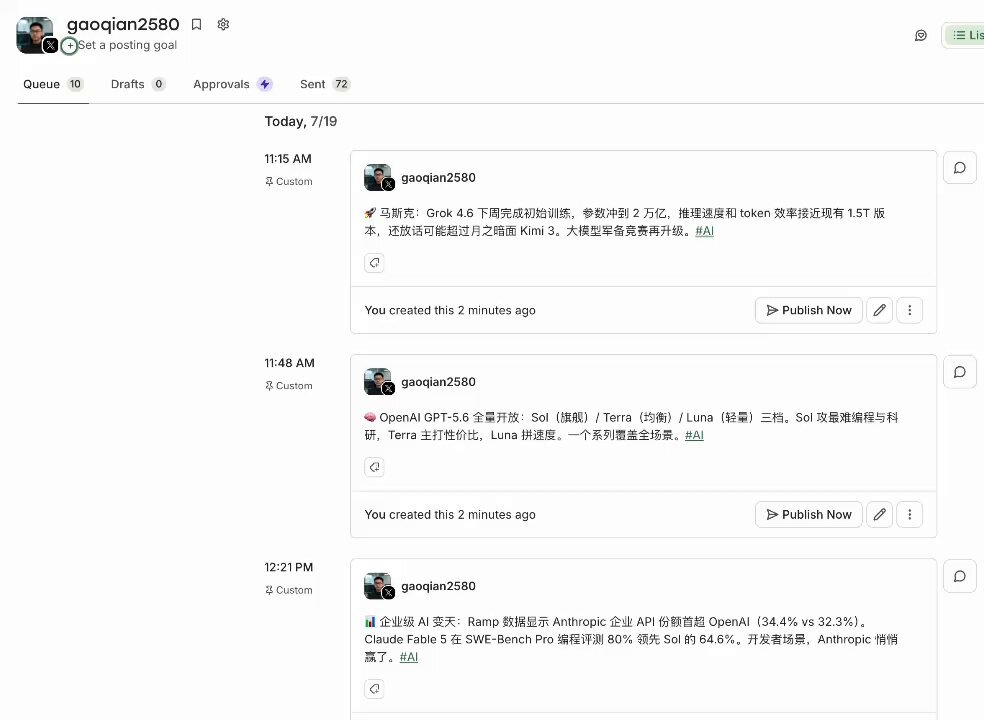 gaoqian2580
Set a posting goal
Lis
Queue 10 Drafts 0 Approvals Sent 72
Today, 7/19
11:15 AM
Custom
gaoqian2580
🚀 马斯克：Grok 4.6 下周完成初始训练，参数冲到 2 万亿，推理速度和 token 效率接近现有 1.5T 版
本，还放话可能超过月之暗面 Kimi 3。大模型军备竞赛再升级。#AI
You created this 2 minutes ago
Publish Now
11:48 AM
Custom
gaoqian2580
🧠 OpenAI GPT-5.6 全量开放：Sol（旗舰）/ Terra（均衡）/ Luna（轻量）三档。Sol 攻最难编程与科
研，Terra 主打性价比，Luna 拼速度。一个系列覆盖全场景。#AI
You created this 2 minutes ago
Publish Now
12:21 PM
Custom
gaoqian2580
📊 企业级 AI 变天：Ramp 数据显示 Anthropic 企业 API 份额首超 OpenAI（34.4% vs 32.3%）。
Claude Fable 5 在 SWE-Bench Pro 编程评测 80% 领先 Sol 的 64.6%。开发者场景，Anthropic 悄悄
赢了。#AI